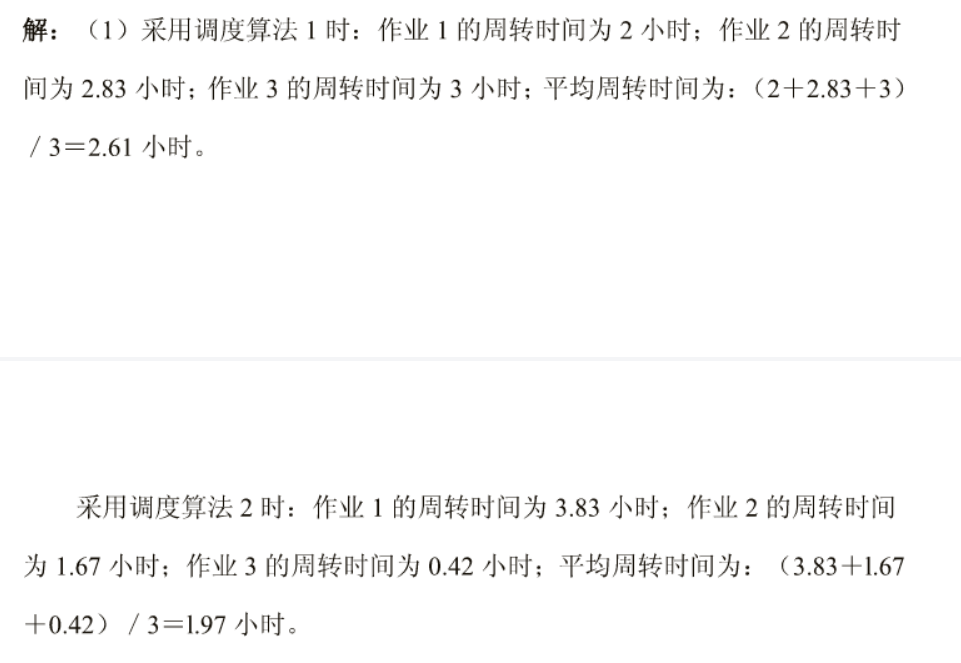 解：（1）采用调度算法 1 时：作业 1 的周转时间为 2 小时；作业 2 的周转时
间为 2.83 小时；作业 3 的周转时间为 3 小时；平均周转时间为：（2＋2.83＋3）
/ 3＝2.61 小时。
采用调度算法 2 时：作业 1 的周转时间为 3.83 小时；作业 2 的周转时间
为 1.67 小时；作业 3 的周转时间为 0.42 小时；平均周转时间为：（3.83＋1.67
＋0.42） / 3＝1.97 小时。